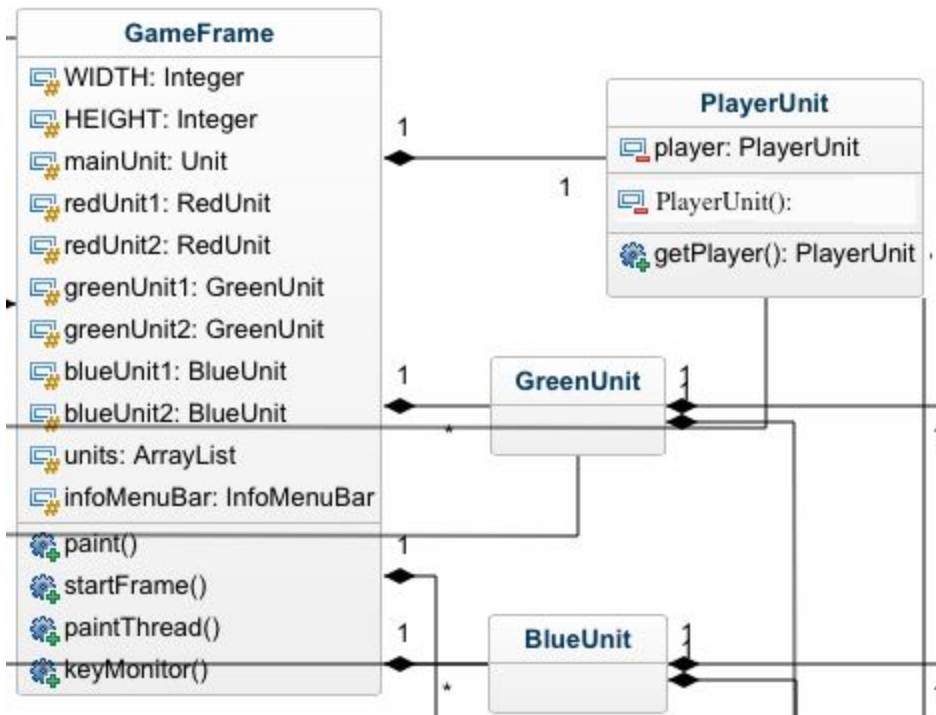 GameFrame
WIDTH: Integer
HEIGHT: Integer
mainUnit: Unit
redUnit1: RedUnit
redUnit2: RedUnit
greenUnit1: GreenUnit
greenUnit2: GreenUnit
blueUnit1: BlueUnit
blueUnit2: BlueUnit
units: ArrayList
infoMenuBar: InfoMenuBar
paint()
startFrame()
paintThread()
keyMonitor()
1
1
PlayerUnit
player: PlayerUnit
PlayerUnit():
getPlayer(): PlayerUnit
1
*
GreenUnit
1
1
*
1
BlueUnit
1